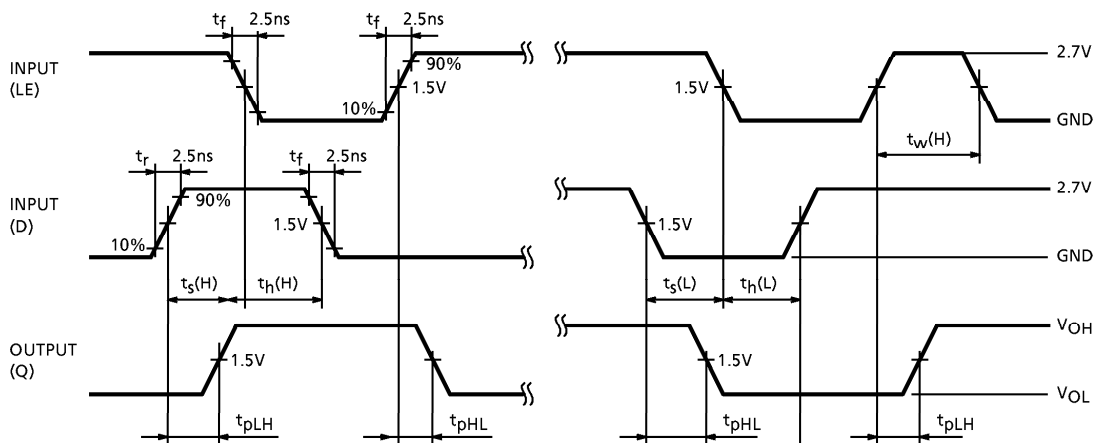 tf 2.5ns tf 2.5ns
INPUT
(LE)
90%
1.5V
10%
1.5V
2.7V
GND
tw(H)
tr 2.5ns tf 2.5ns
INPUT
(D)
90%
1.5V
10%
1.5V
2.7V
GND
ts(H) th(H) ts(L) th(L)
OUTPUT
(Q)
1.5V
1.5V
VOH
VOL
tpLH tpHL tpHL tpLH